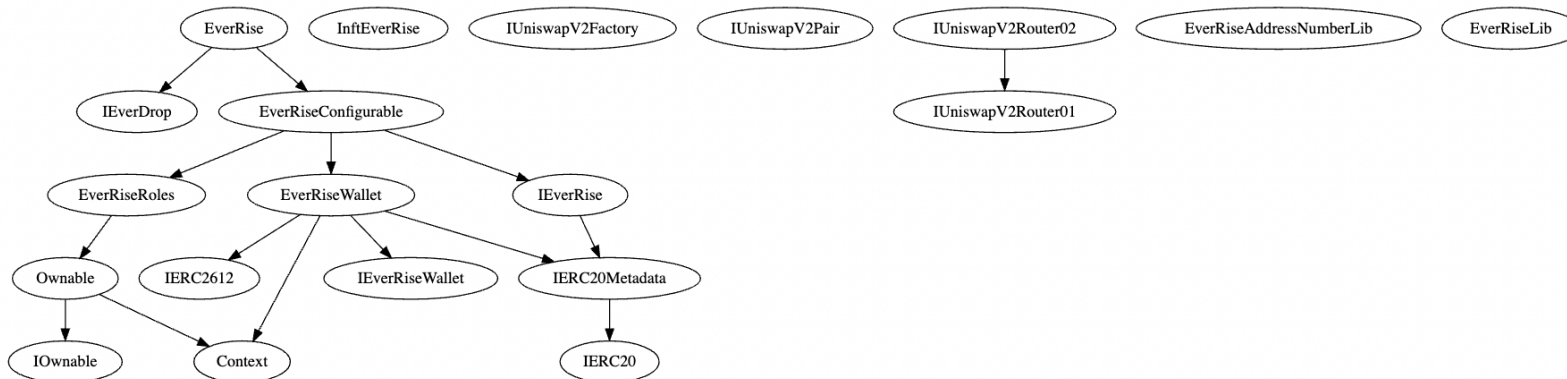 EverRise
InftEverRise
IUniswapV2Factory
IUniswapV2Pair
IUniswapV2Router02
EverRiseAddressNumberLib
EverRiseLib
IEverDrop
EverRiseConfigurable
IUniswapV2Router01
EverRiseRoles
EverRiseWallet
IEverRise
Ownable
IERC2612
IEverRiseWallet
IERC20Metadata
IOwnable
Context
IERC20